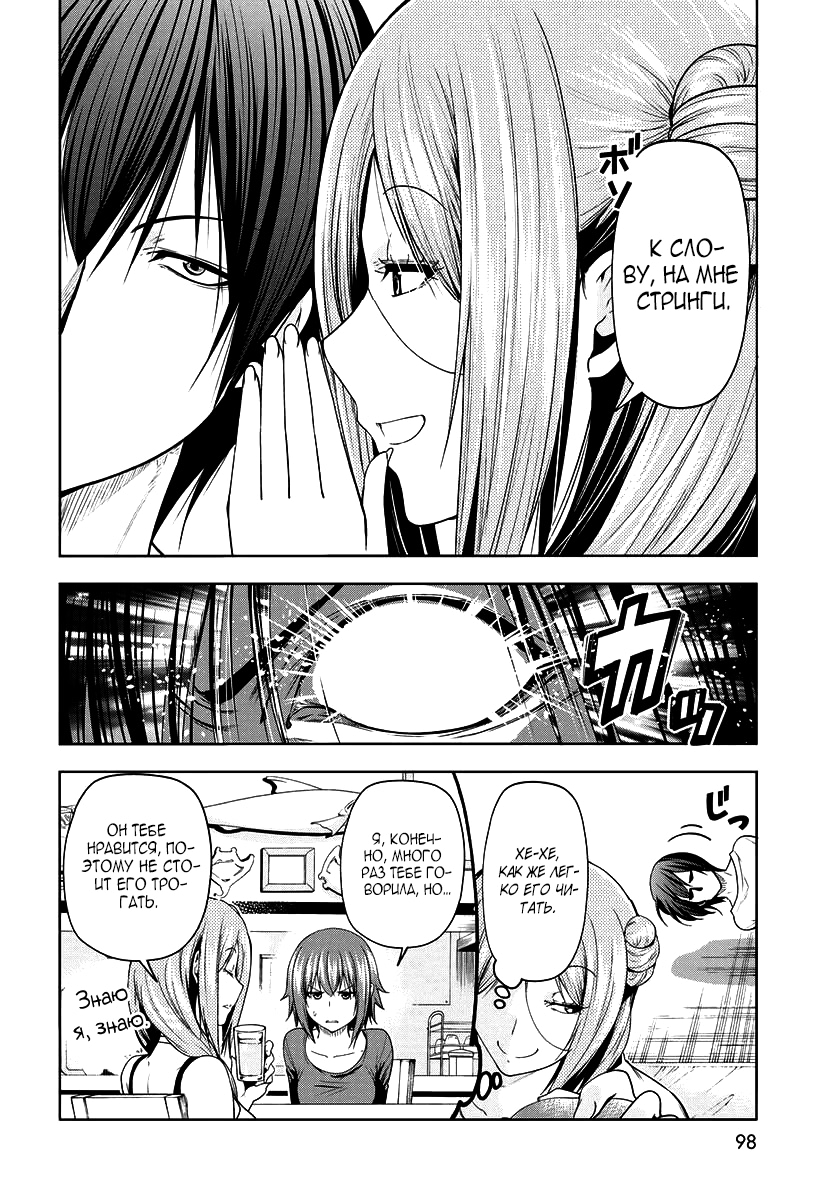 ボソ
К СЛО-
ВУ, НА МНЕ
СТРИНГИ.
カッ
じっ
ХЕ-ХЕ,
КАК ЖЕ ЛЕГ-
КО ЕГО ЧИ-
ТАТЬ.
Я, КОНЕЧ-
НО, МНОГО
РАЗ ТЕБЕ ГО-
ВОРИЛА, НО...
ОН ТЕБЕ
НРАВИТСЯ, ПО-
ЭТОМУ НЕ СТО-
ИТ ЕГО ТРО-
ГАТЬ.
Знаю
я, знаю.
98